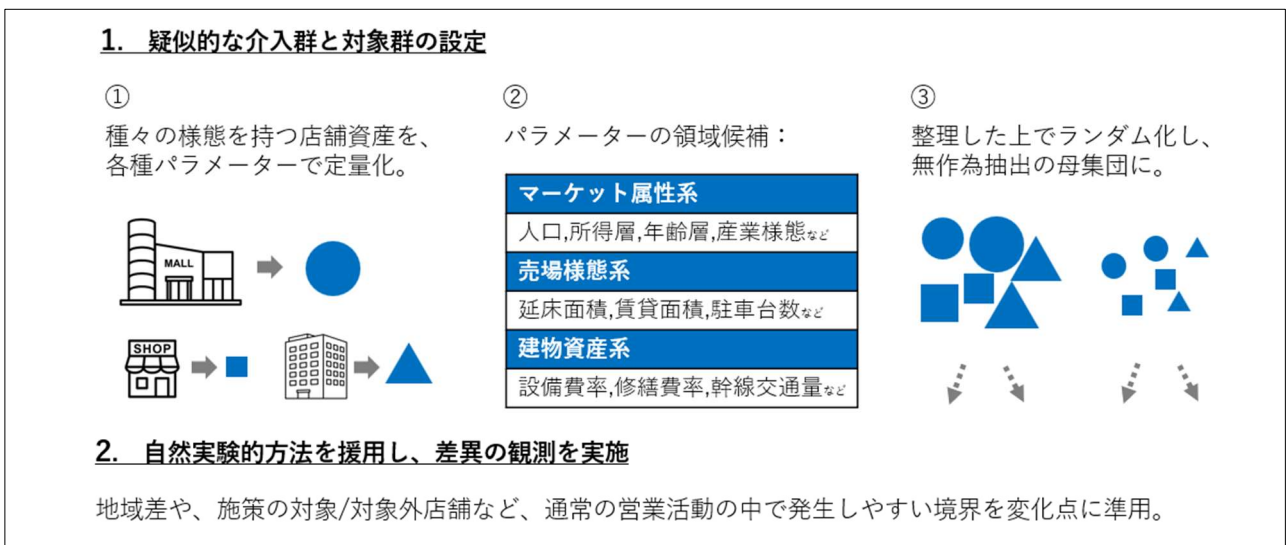 1. 疑似的な介入群と対象群の設定
①
種々の様態を持つ店舗資産を、
各種パラメーターで定量化。
MALL
SHOP
②
パラメーターの領域候補：
マーケット属性系
人口,所得層,年齢層,産業様態など
売場様態系
延床面積,賃貸面積,駐車台数など
建物資産系
設備費率,修繕費率,幹線交通量など
③
整理した上でランダム化し、
無作為抽出の母集団に。
2. 自然実験的方法を援用し、差異の観測を実施
地域差や、施策の対象/対象外店舗など、通常の営業活動の中で発生しやすい境界を変化点に準用。